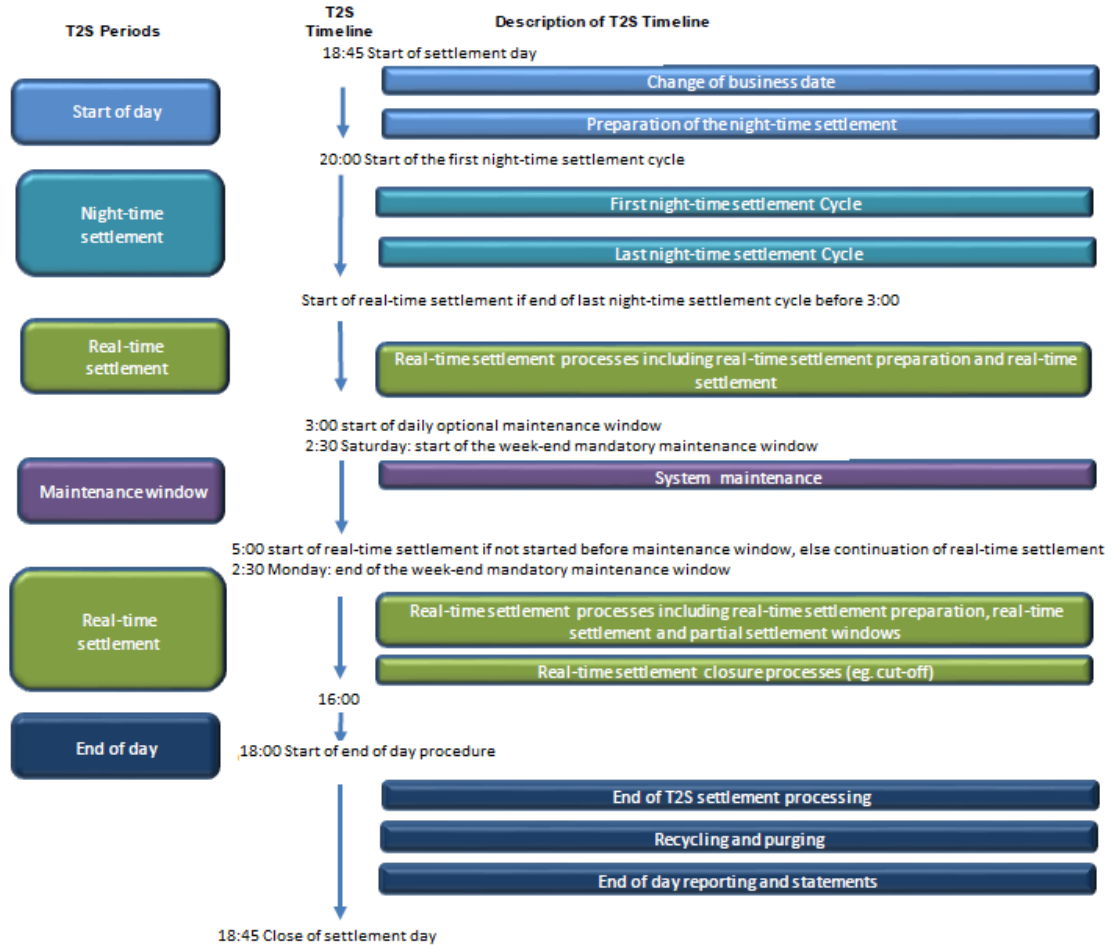 T2S Periods
T2S
Timeline
Description of T2S Timeline
18:45 Start of settlement day
Start of day
Change of business date
Preparation of the night-time settlement
20:00 Start of the first night-time settlement cycle
Night-time
settlement
First night-time settlement Cycle
Last night-time settlement Cycle
Start of real-time settlement if end of last night-time settlement cycle before 3:00
Real-time
settlement
Real-time settlement processes including real-time settlement preparation and real-time
settlement
3:00 start of daily optional maintenance window
2:30 Saturday: start of the week-end mandatory maintenance window
Maintenance window
System maintenance
5:00 start of real-time settlement if not started before maintenance window, else continuation of real-time settlement
2:30 Monday: end of the week-end mandatory maintenance window
Real-time
settlement
Real-time settlement processes including real-time settlement preparation, real-time
settlement and partial settlement windows
Real-time settlement closure processes (eg. cut-off)
16:00
End of day
18:00 Start of end of day procedure
End of T2S settlement processing
Recycling and purging
End of day reporting and statements
18:45 Close of settlement day